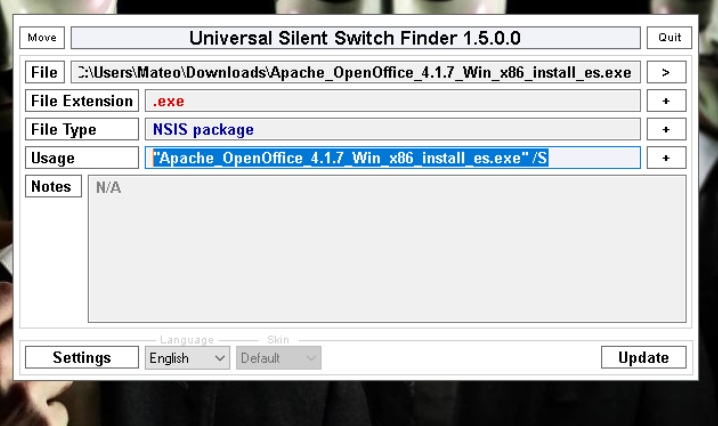 Move Universal Silent Switch Finder 1.5.0.0 Quit
File C:\Users\Mateo\Downloads\Apache_OpenOffice_4.1.7_Win_x86_install_es.exe >
File Extension .exe +
File Type NSIS package +
Usage "Apache_OpenOffice_4.1.7_Win_x86_install_es.exe" /S +
Notes N/A
Language Skin
Settings English Default Update